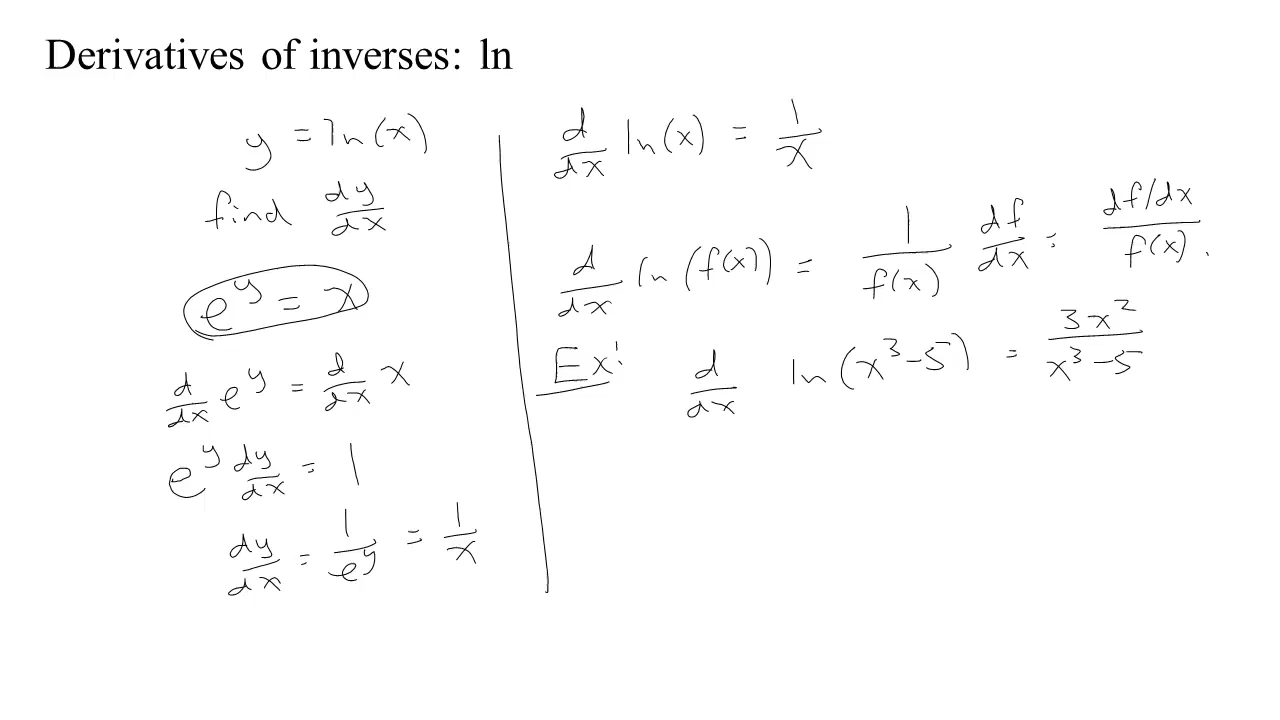 Derivatives of inverses: ln
y = ln(x)
find dy/dx
e^y = x
d/dx e^y = d/dx x
e^y dy/dx = 1
dy/dx = 1/e^y = 1/x
d/dx ln(x) = 1/x
d/dx ln(f(x)) = 1/f(x) df/dx = df/dx / f(x).
Ex: d/dx ln(x^3-5) = 3x^2/x^3-5